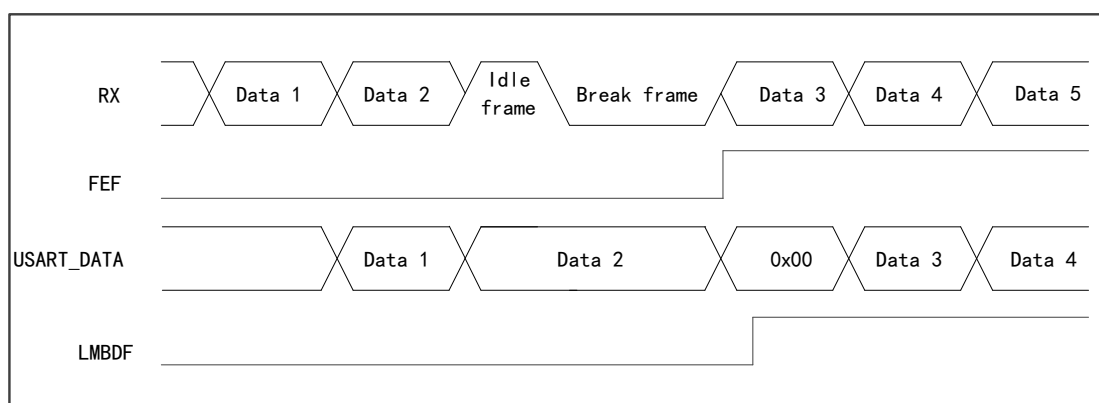 RX
Data 1
Data 2
Idle
frame
Break frame
Data 3
Data 4
Data 5
FEF
USART_DATA
Data 1
Data 2
0x00
Data 3
Data 4
LMBDF